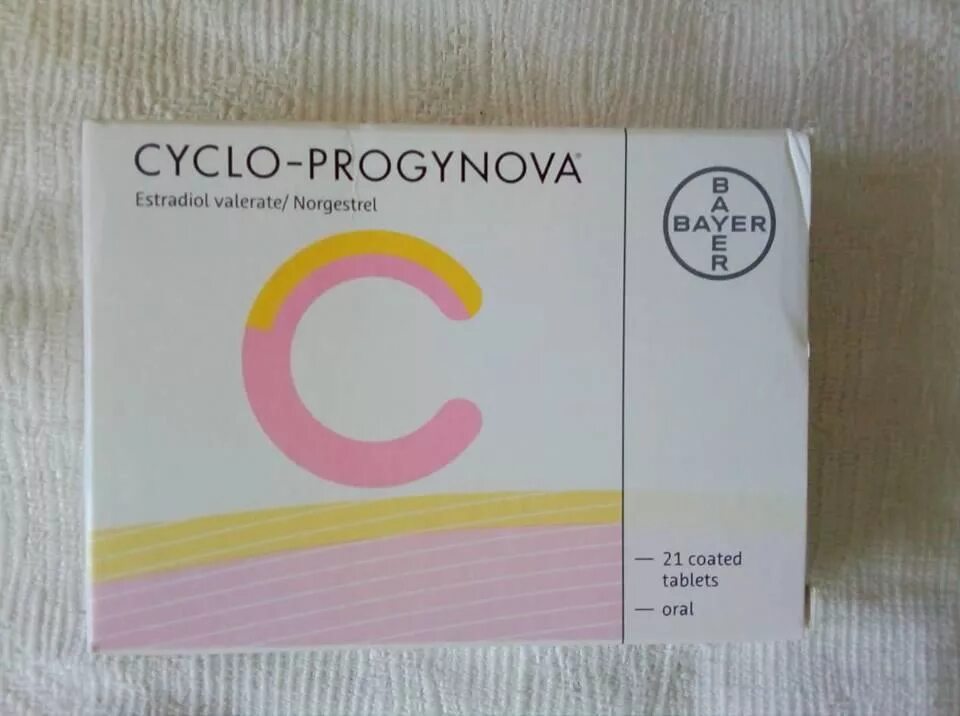 CYCLO-PROGYNOVA®
Estradiol valerate/ Norgestrel
BAYER
BAYER
— 21 coated
tablets
— oral